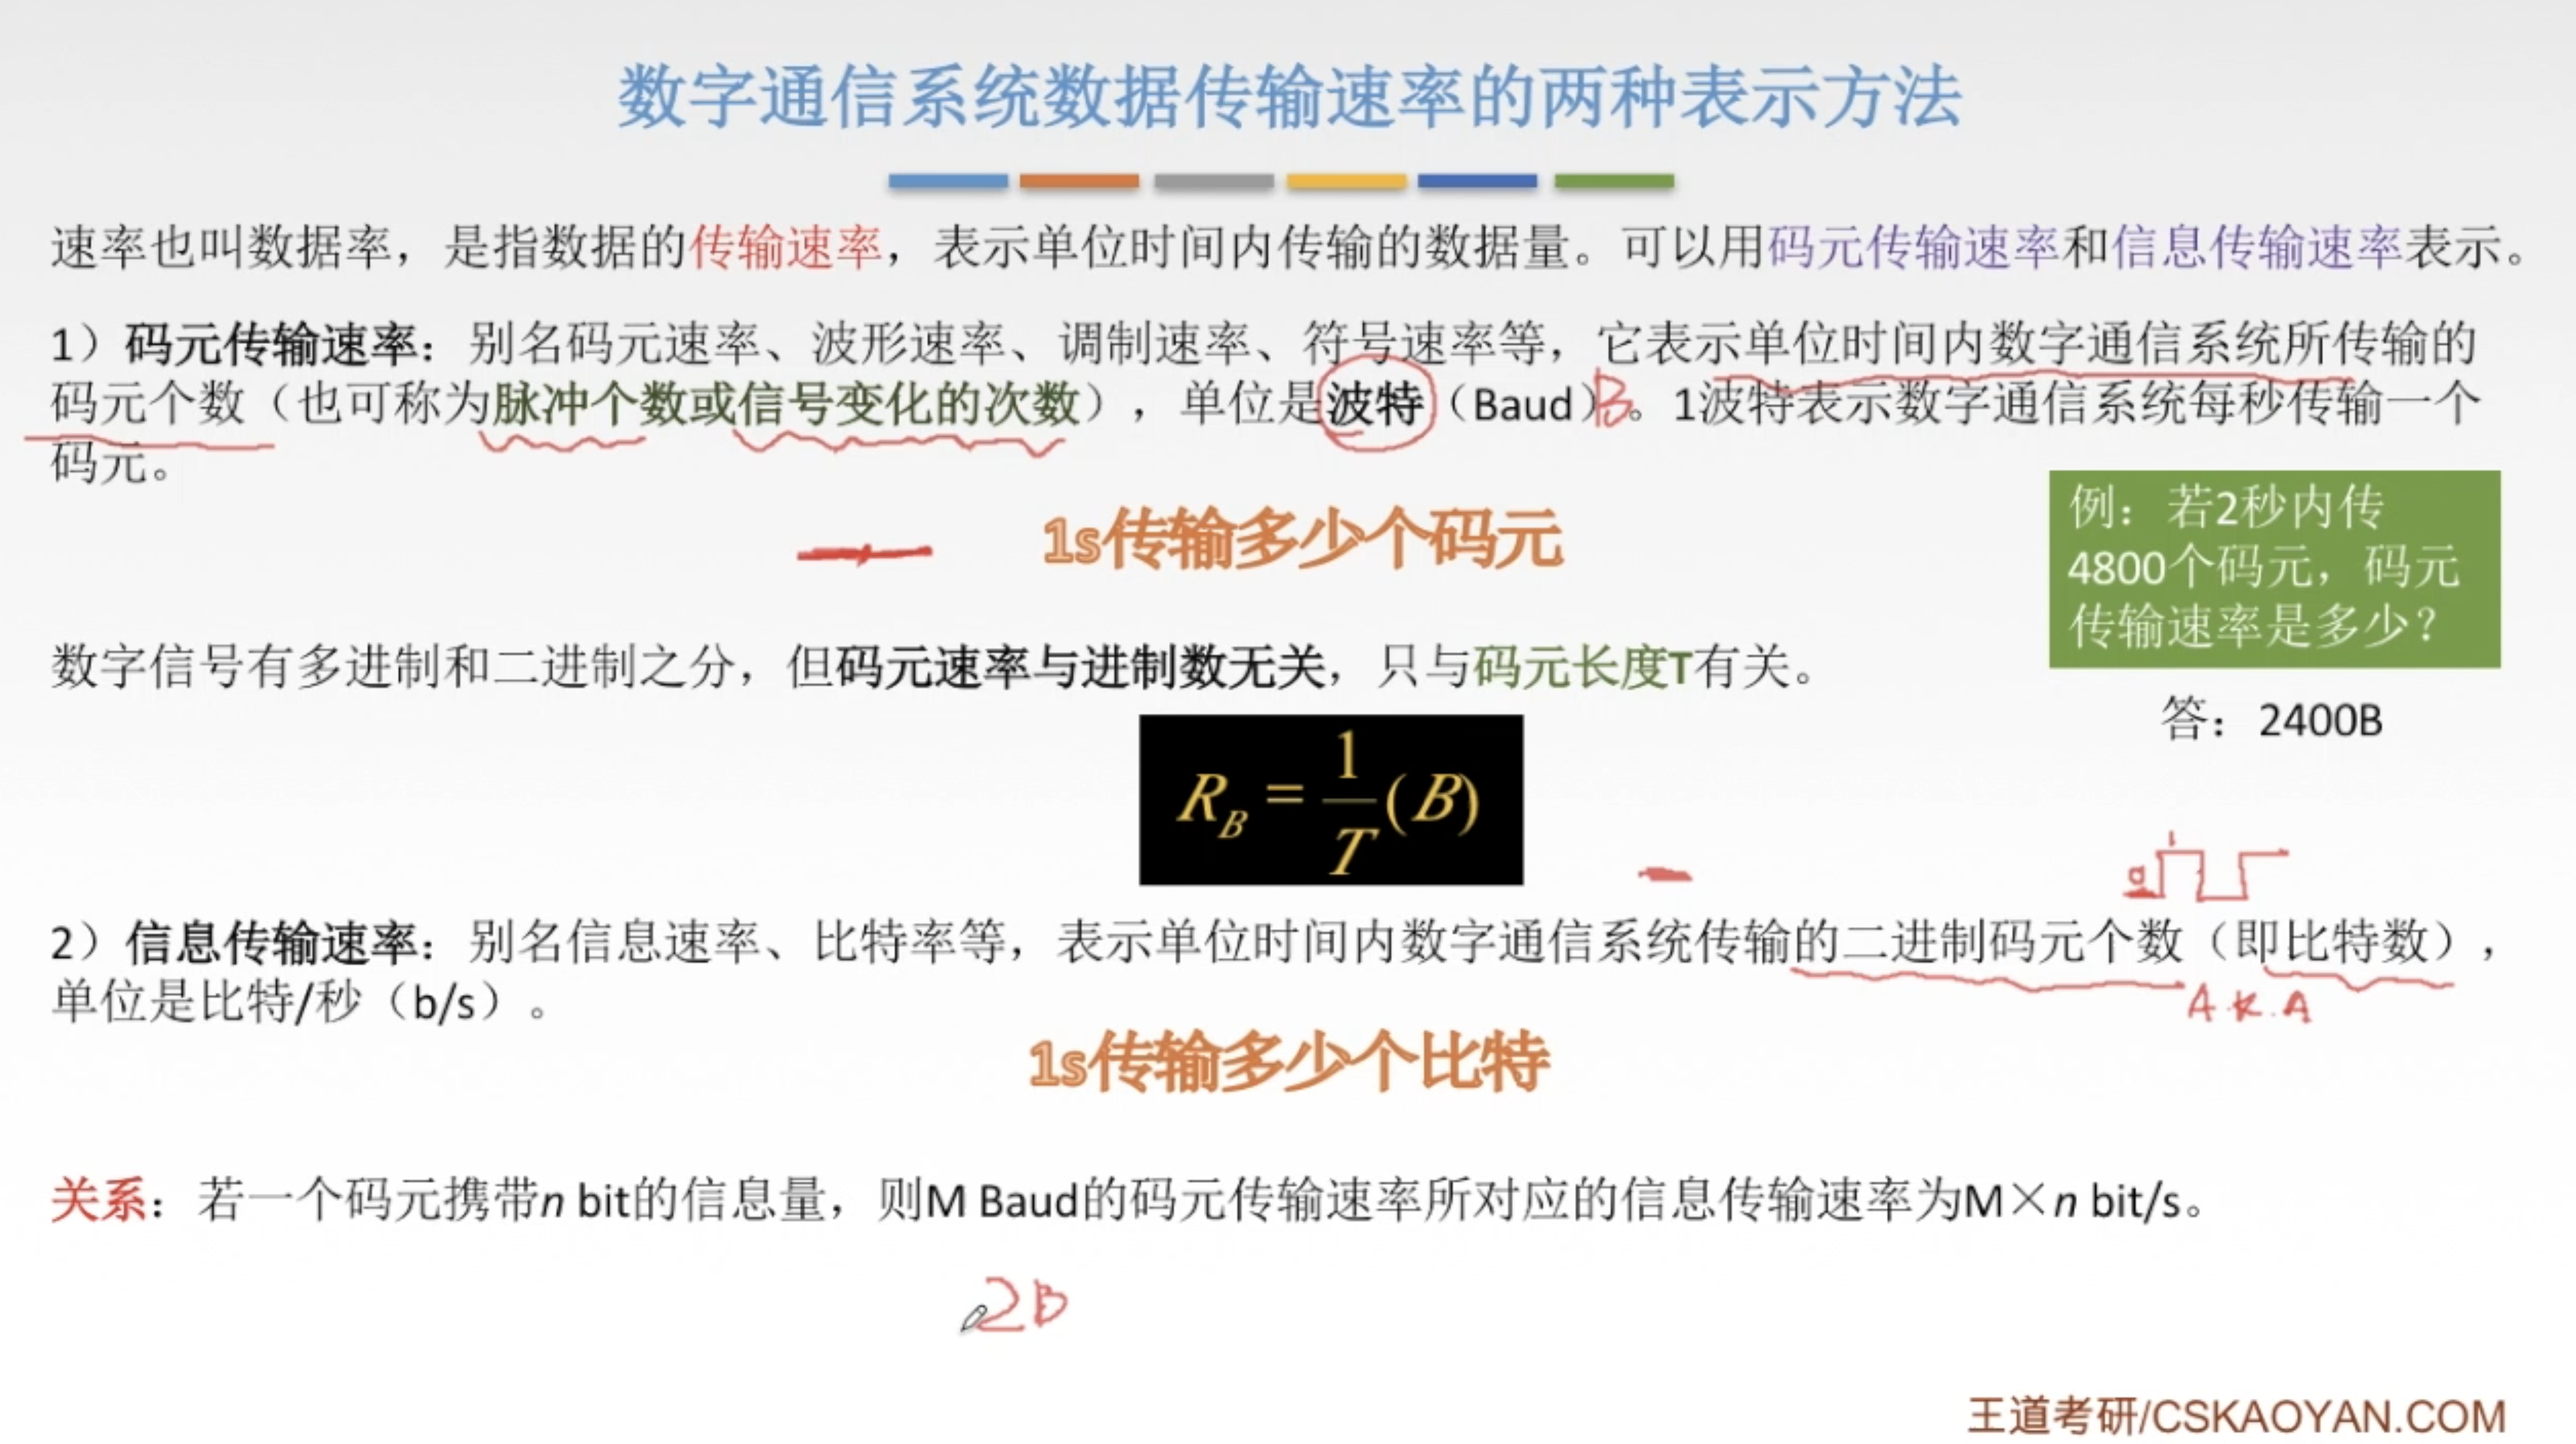 数字通信系统数据传输速率的两种表示方法
速率也叫数据率，是指数据的传输速率，表示单位时间内传输的数据量。可以用码元传输速率和信息传输速率表示。
1）码元传输速率：别名码元速率、波形速率、调制速率、符号速率等，它表示单位时间内数字通信系统所传输的
码元个数（也可称为脉冲个数或信号变化的次数），单位是波特（Baud）B。1波特表示数字通信系统每秒传输一个
码元。
1s传输多少个码元
例：若2秒内传
4800个码元，码元
传输速率是多少？
数字信号有多进制和二进制之分，但码元速率与进制数无关，只与码元长度T有关。
答：2400B
R_B = 1/T (B)
0 1
2）信息传输速率：别名信息速率、比特率等，表示单位时间内数字通信系统传输的二进制码元个数（即比特数），
单位是比特/秒（b/s）。
A.K.A
1s传输多少个比特
关系：若一个码元携带n bit的信息量，则M Baud的码元传输速率所对应的信息传输速率为M×n bit/s。
2B
王道考研/CSKAOYAN.COM